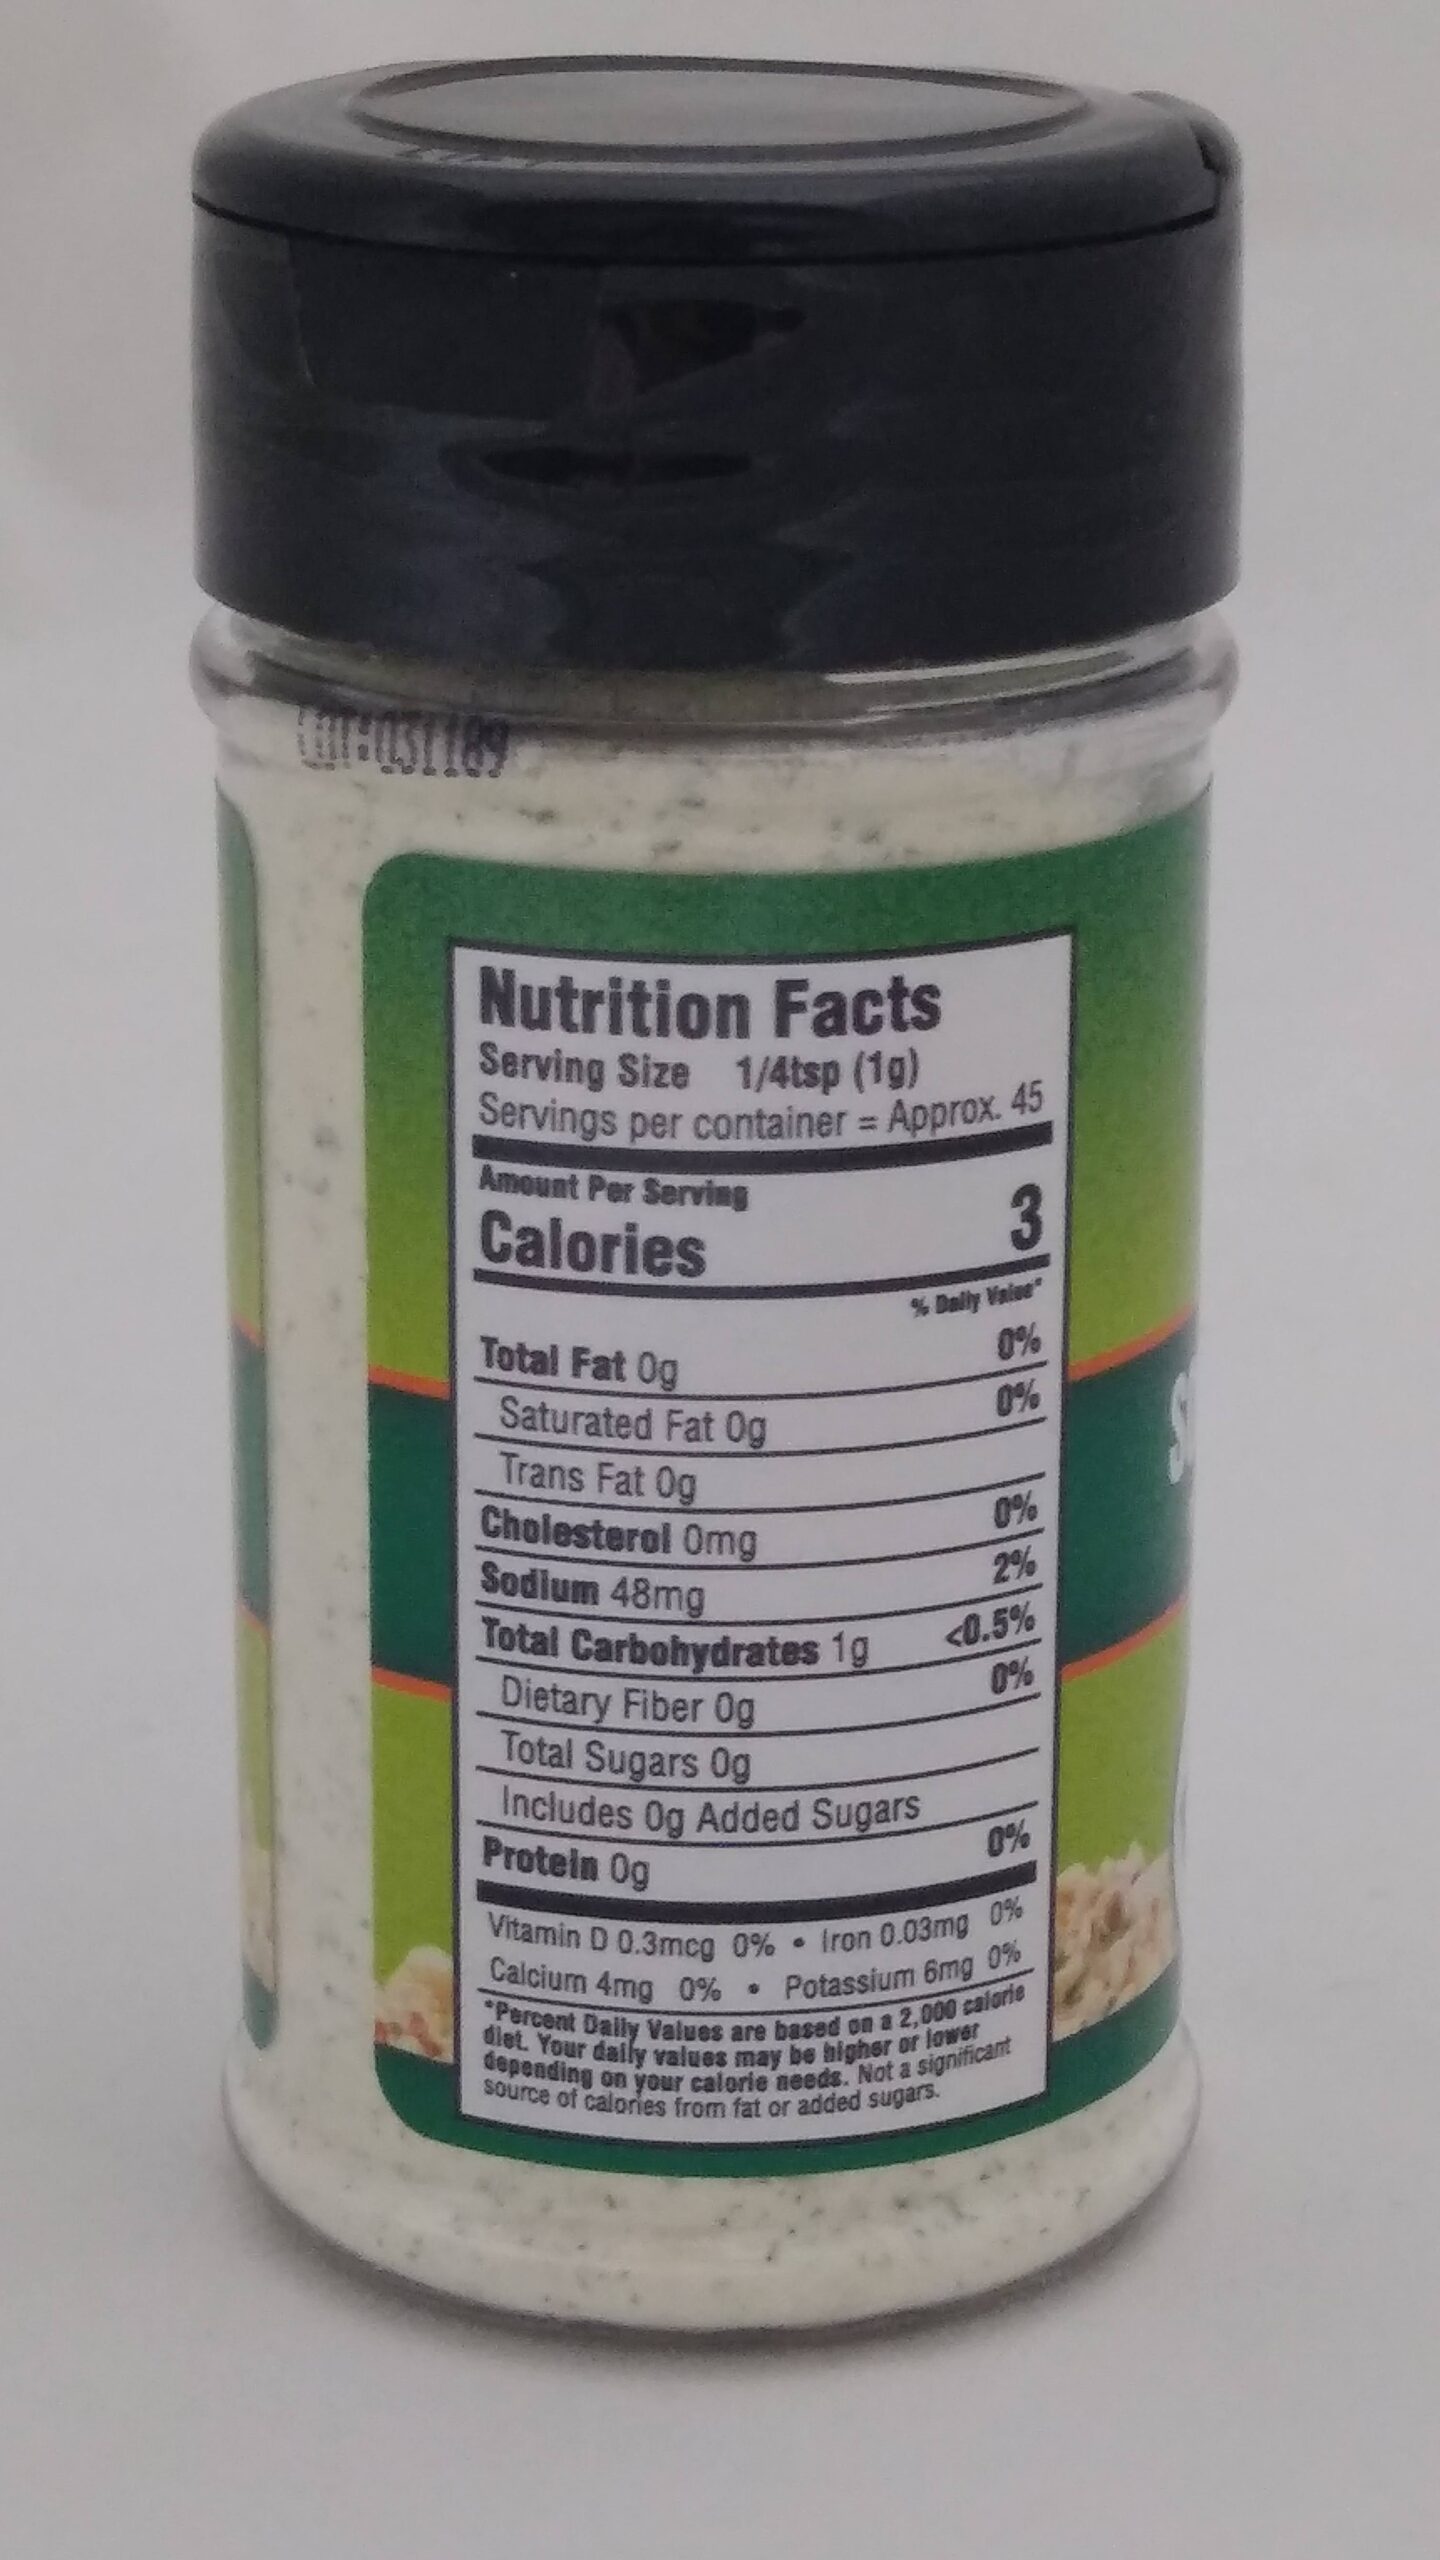 LOT:031189
Nutrition Facts
Serving Size 1/4tsp (1g)
Servings per container = Approx. 45
Amount Per Serving
Calories 3
% Daily Value*
Total Fat 0g 0%
Saturated Fat 0g 0%
Trans Fat 0g
Cholesterol 0mg 0%
Sodium 48mg 2%
Total Carbohydrates 1g <0.5%
Dietary Fiber 0g 0%
Total Sugars 0g
Includes 0g Added Sugars
Protein 0g 0%
Vitamin D 0.3mcg 0% • Iron 0.03mg 0%
Calcium 4mg 0% • Potassium 6mg 0%
*Percent Daily Values are based on a 2,000 calorie
diet. Your daily values may be higher or lower
depending on your calorie needs. Not a significant
source of calories from fat or added sugars.